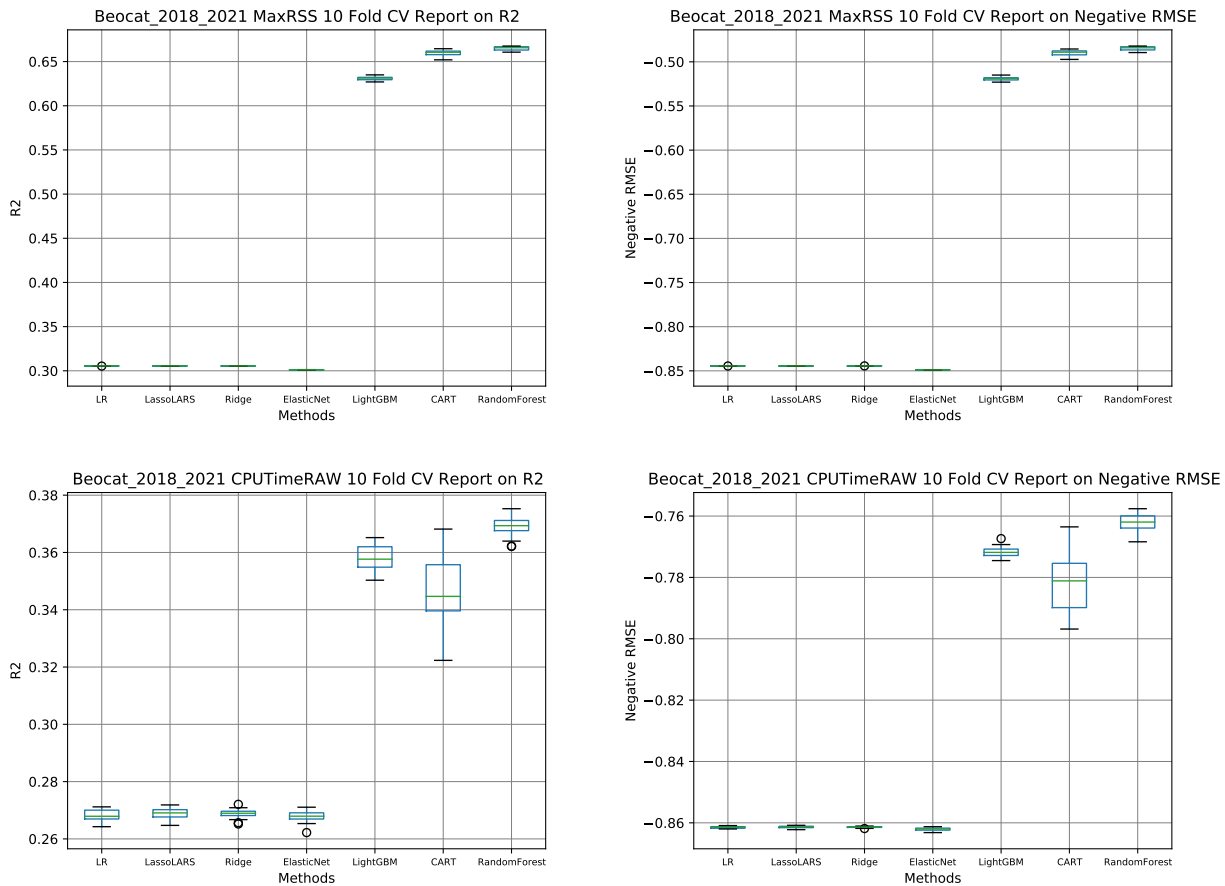 Beocat_2018_2021 MaxRSS 10 Fold CV Report on R2
0.65
0.60
0.55
0.50
0.45
0.40
0.35
0.30
R2
LR LassoLARS Ridge ElasticNet LightGBM CART RandomForest
Methods
Beocat_2018_2021 MaxRSS 10 Fold CV Report on Negative RMSE
−0.50
−0.55
−0.60
−0.65
−0.70
−0.75
−0.80
−0.85
Negative RMSE
LR LassoLARS Ridge ElasticNet LightGBM CART RandomForest
Methods
Beocat_2018_2021 CPUTimeRAW 10 Fold CV Report on R2
0.38
0.36
0.34
0.32
0.30
0.28
0.26
R2
LR LassoLARS Ridge ElasticNet LightGBM CART RandomForest
Methods
Beocat_2018_2021 CPUTimeRAW 10 Fold CV Report on Negative RMSE
−0.76
−0.78
−0.80
−0.82
−0.84
−0.86
Negative RMSE
LR LassoLARS Ridge ElasticNet LightGBM CART RandomForest
Methods